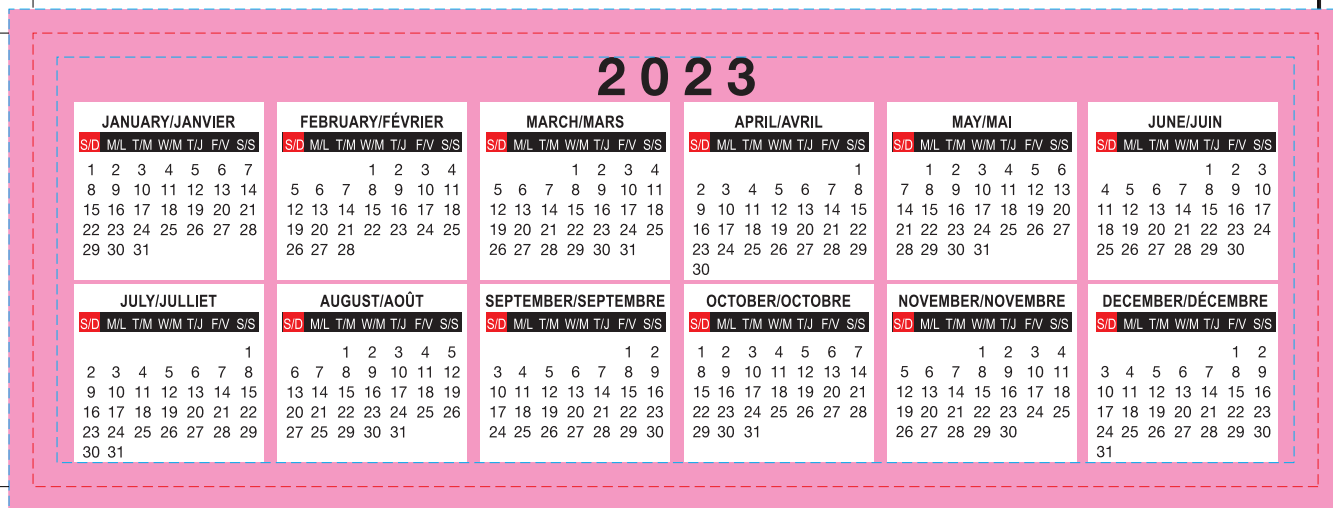 2023
JANUARY/JANVIER
S/D M/L T/M W/M T/J F/V S/S
1 2 3 4 5 6 7
8 9 10 11 12 13 14
15 16 17 18 19 20 21
22 23 24 25 26 27 28
29 30 31
FEBRUARY/FÉVRIER
S/D M/L T/M W/M T/J F/V S/S
1 2 3 4
5 6 7 8 9 10 11
12 13 14 15 16 17 18
19 20 21 22 23 24 25
26 27 28
MARCH/MARS
S/D M/L T/M W/M T/J F/V S/S
1 2 3 4
5 6 7 8 9 10 11
12 13 14 15 16 17 18
19 20 21 22 23 24 25
26 27 28 29 30 31
APRIL/AVRIL
S/D M/L T/M W/M T/J F/V S/S
1
2 3 4 5 6 7 8
9 10 11 12 13 14 15
16 17 18 19 20 21 22
23 24 25 26 27 28 29
30
MAY/MAI
S/D M/L T/M W/M T/J F/V S/S
1 2 3 4 5 6
7 8 9 10 11 12 13
14 15 16 17 18 19 20
21 22 23 24 25 26 27
28 29 30 31
JUNE/JUIN
S/D M/L T/M W/M T/J F/V S/S
1 2 3
4 5 6 7 8 9 10
11 12 13 14 15 16 17
18 19 20 21 22 23 24
25 26 27 28 29 30
JULY/JULLIET
S/D M/L T/M W/M T/J F/V S/S
1
2 3 4 5 6 7 8
9 10 11 12 13 14 15
16 17 18 19 20 21 22
23 24 25 26 27 28 29
30 31
AUGUST/AOÛT
S/D M/L T/M W/M T/J F/V S/S
1 2 3 4 5
6 7 8 9 10 11 12
13 14 15 16 17 18 19
20 21 22 23 24 25 26
27 25 29 30 31
SEPTEMBER/SEPTEMBRE
S/D M/L T/M W/M T/J F/V S/S
1 2
3 4 5 6 7 8 9
10 11 12 13 14 15 16
17 18 19 20 21 22 23
24 25 26 27 28 29 30
OCTOBER/OCTOBRE
S/D M/L T/M W/M T/J F/V S/S
1 2 3 4 5 6 7
8 9 10 11 12 13 14
15 16 17 18 19 20 21
22 23 24 25 26 27 28
29 30 31
NOVEMBER/NOVEMBRE
S/D M/L T/M W/M T/J F/V S/S
1 2 3 4
5 6 7 8 9 10 11
12 13 14 15 16 17 18
19 20 21 22 23 24 25
26 27 28 29 30
DECEMBER/DÉCEMBRE
S/D M/L T/M W/M T/J F/V S/S
1 2
3 4 5 6 7 8 9
10 11 12 13 14 15 16
17 18 19 20 21 22 23
24 25 26 27 28 29 30
31